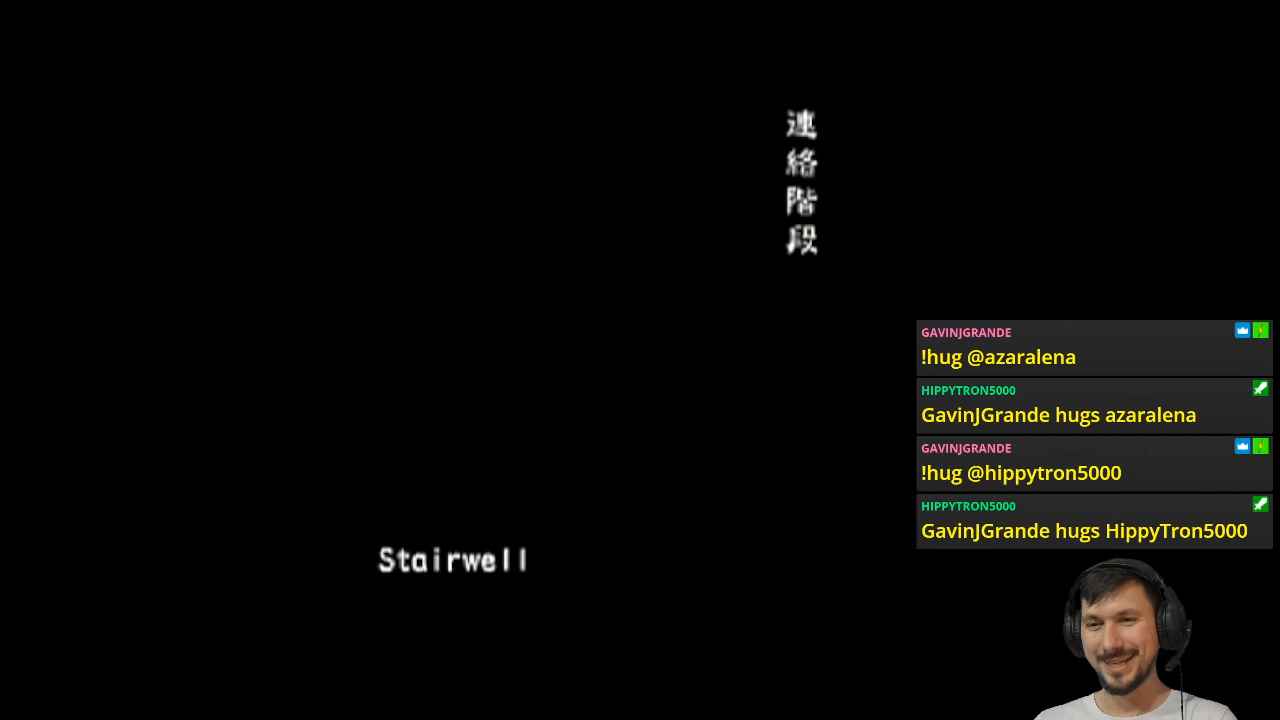 連絡階段
Stairwell
GAVINJGRANDE
!hug @azaralena
HIPPYTRON5000
GavinJGrande hugs azaralena
GAVINJGRANDE
!hug @hippytron5000
HIPPYTRON5000
GavinJGrande hugs HippyTron5000